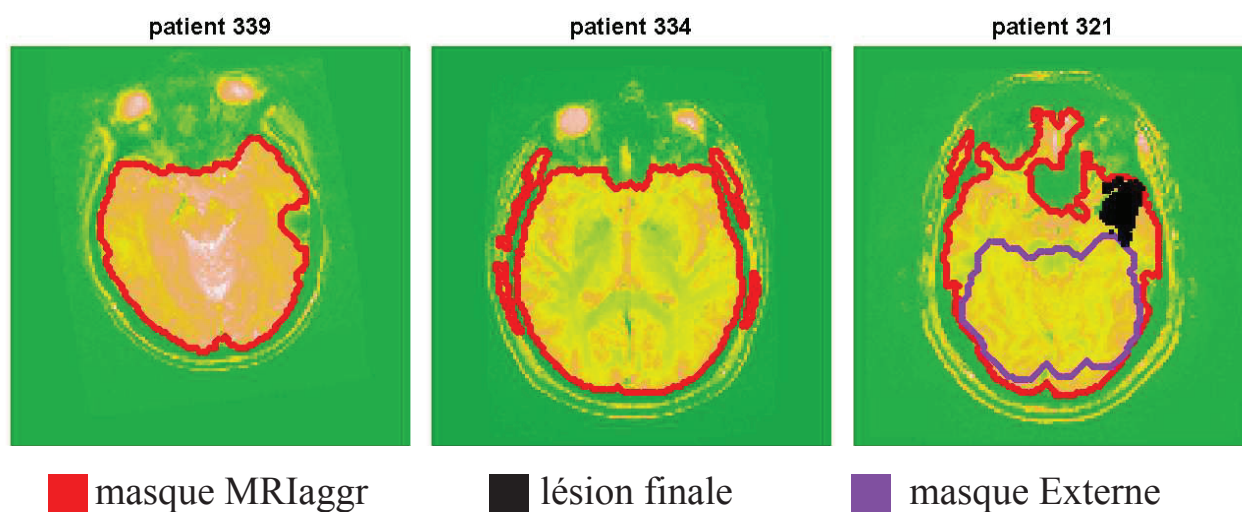 patient 339
patient 334
patient 321
masque MRIaggr
lésion finale
masque Externe